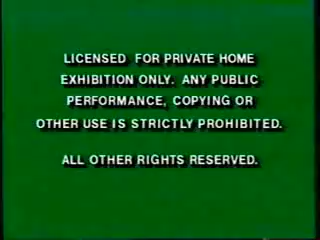 LICENSED FOR PRIVATE HOME
EXHIBITION ONLY. ANY PUBLIC
PERFORMANCE, COPYING OR
OTHER USE IS STRICTLY PROHIBITED.
ALL OTHER RIGHTS RESERVED.